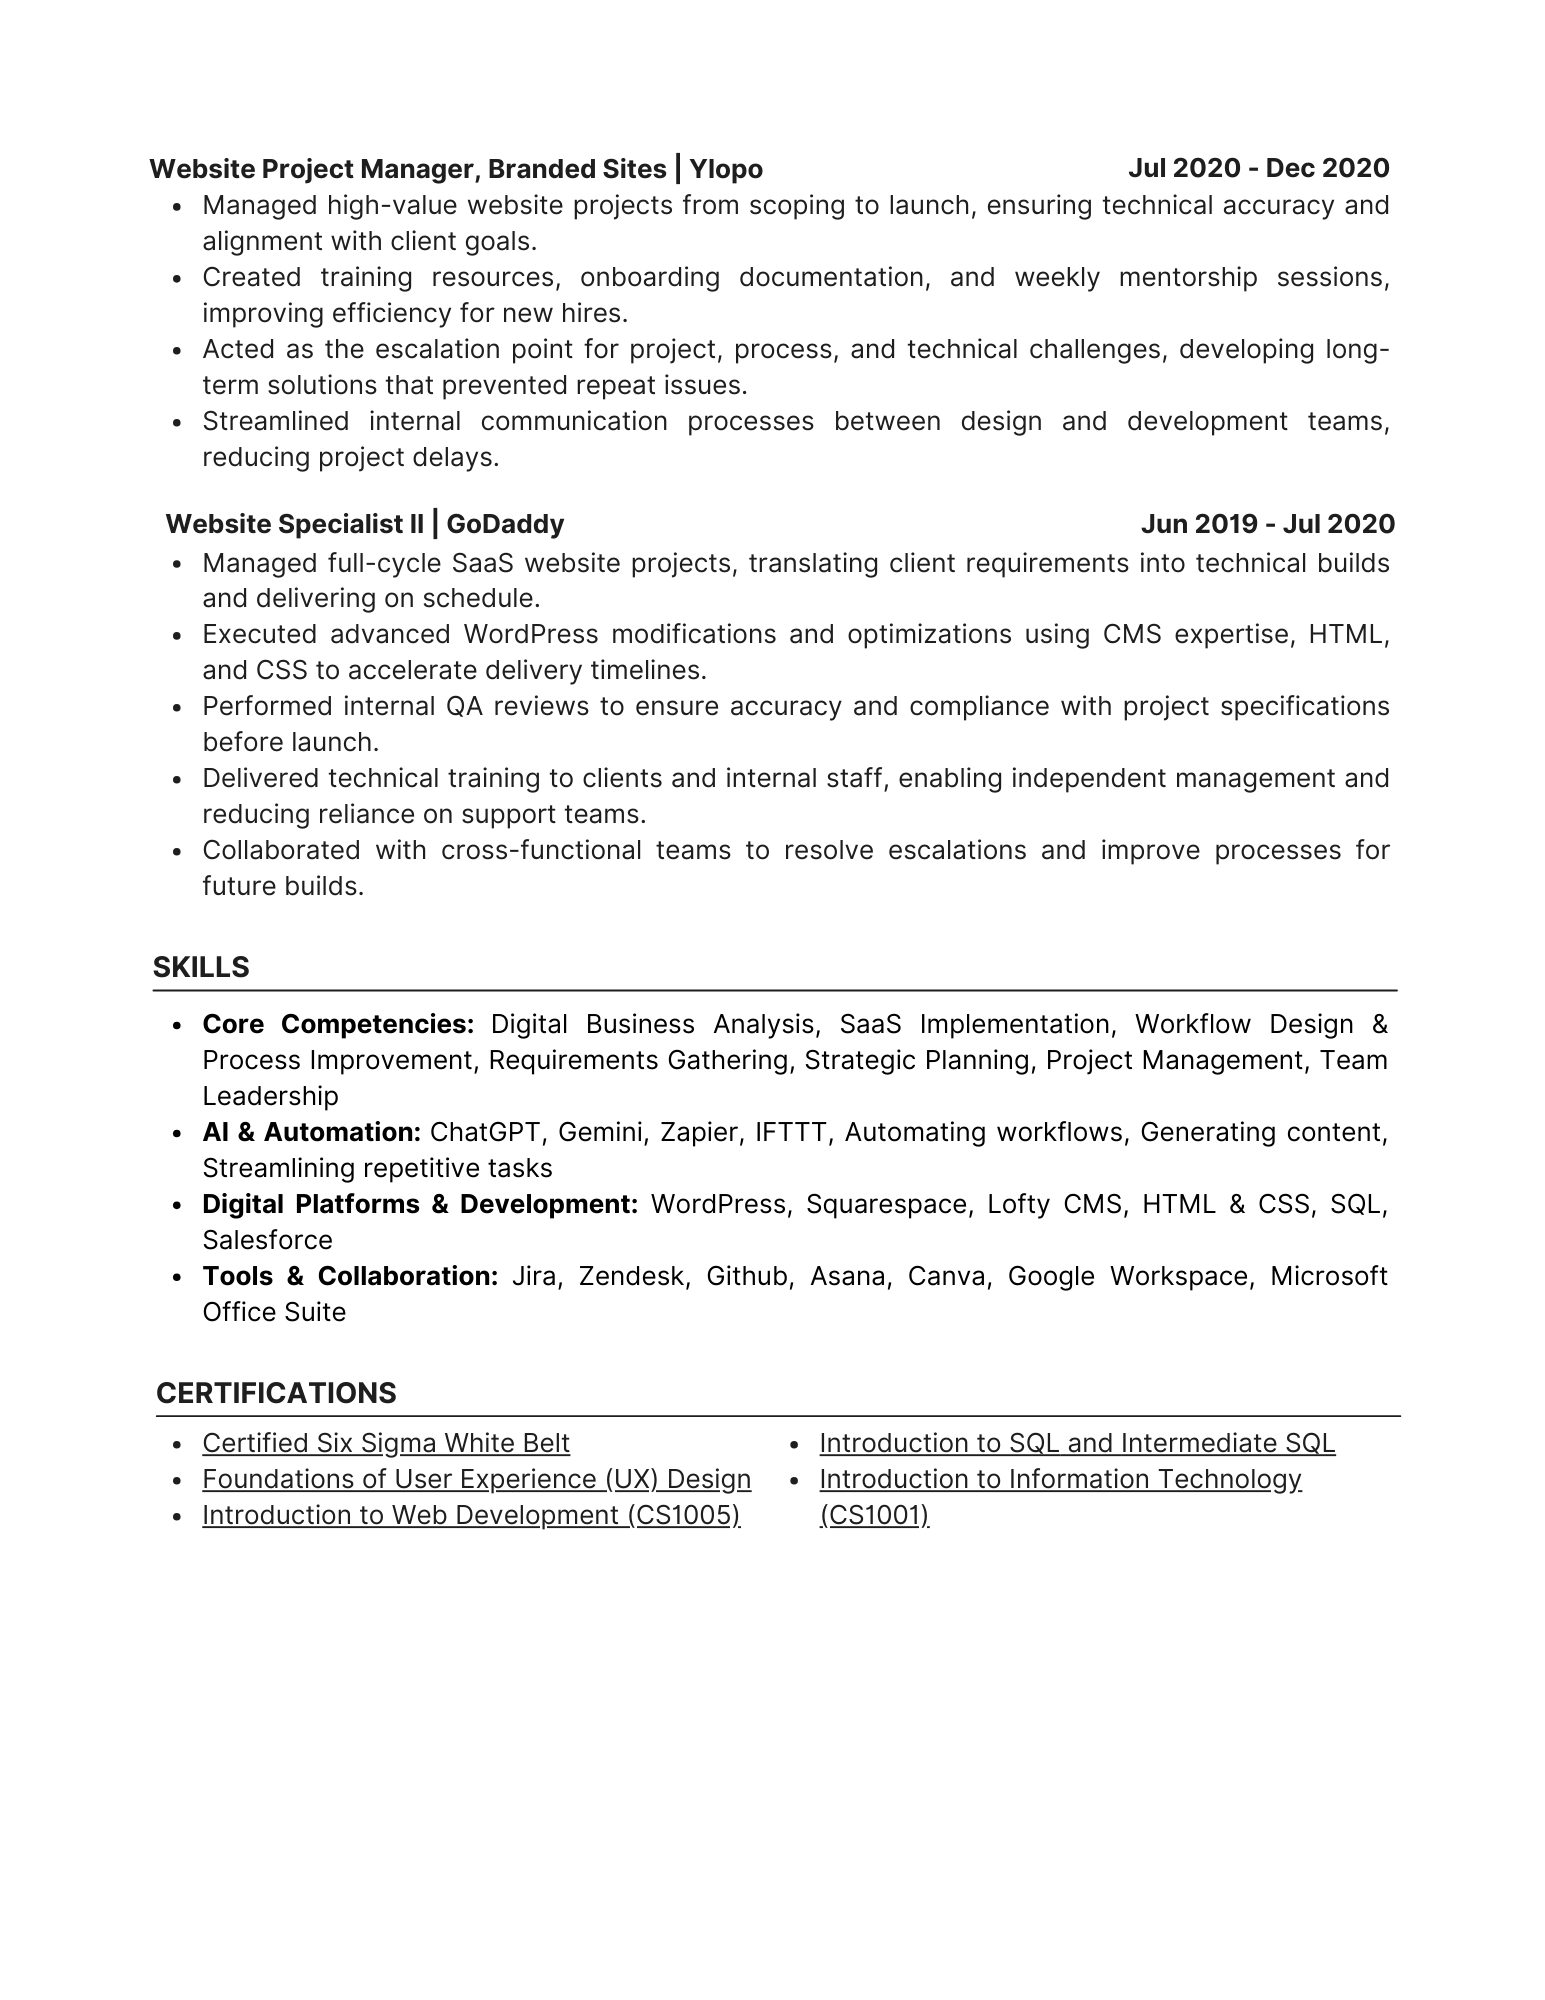 Website Project Manager, Branded Sites | Ylopo Jul 2020 - Dec 2020
• Managed high-value website projects from scoping to launch, ensuring technical accuracy and
alignment with client goals.
• Created training resources, onboarding documentation, and weekly mentorship sessions,
improving efficiency for new hires.
• Acted as the escalation point for project, process, and technical challenges, developing long-
term solutions that prevented repeat issues.
• Streamlined internal communication processes between design and development teams,
reducing project delays.
Website Specialist II | GoDaddy Jun 2019 - Jul 2020
• Managed full-cycle SaaS website projects, translating client requirements into technical builds
and delivering on schedule.
• Executed advanced WordPress modifications and optimizations using CMS expertise, HTML,
and CSS to accelerate delivery timelines.
• Performed internal QA reviews to ensure accuracy and compliance with project specifications
before launch.
• Delivered technical training to clients and internal staff, enabling independent management and
reducing reliance on support teams.
• Collaborated with cross-functional teams to resolve escalations and improve processes for
future builds.
SKILLS
• Core Competencies: Digital Business Analysis, SaaS Implementation, Workflow Design &
Process Improvement, Requirements Gathering, Strategic Planning, Project Management, Team
Leadership
• AI & Automation: ChatGPT, Gemini, Zapier, IFTTT, Automating workflows, Generating content,
Streamlining repetitive tasks
• Digital Platforms & Development: WordPress, Squarespace, Lofty CMS, HTML & CSS, SQL,
Salesforce
• Tools & Collaboration: Jira, Zendesk, Github, Asana, Canva, Google Workspace, Microsoft
Office Suite
CERTIFICATIONS
• Certified Six Sigma White Belt
• Foundations of User Experience (UX) Design
• Introduction to Web Development (CS1005)
• Introduction to SQL and Intermediate SQL
• Introduction to Information Technology
(CS1001)